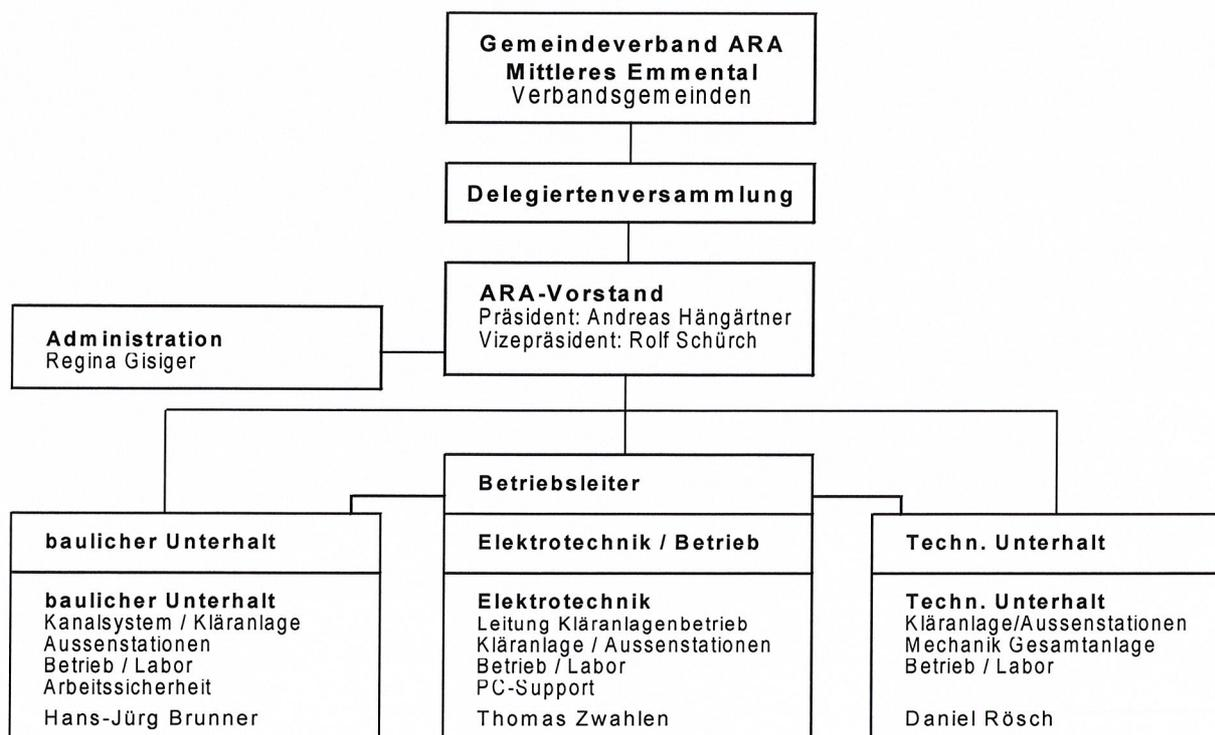 Gemeindeverband ARA
Mittleres Emmental
Verbandsgemeinden
Delegiertenversammlung
ARA-Vorstand
Präsident: Andreas Hängärtner
Vizepräsident: Rolf Schürch
Administration
Regina Gisiger
Betriebsleiter
baulicher Unterhalt
Elektrotechnik / Betrieb
Techn. Unterhalt
baulicher Unterhalt
Kanalsystem / Kläranlage
Aussenstationen
Betrieb / Labor
Arbeitssicherheit
Hans-Jürg Brunner
Elektrotechnik
Leitung Kläranlagenbetrieb
Kläranlage / Aussenstationen
Betrieb / Labor
PC-Support
Thomas Zwahlen
Techn. Unterhalt
Kläranlage/Aussenstationen
Mechanik Gesamtanlage
Betrieb / Labor
Daniel Rösch